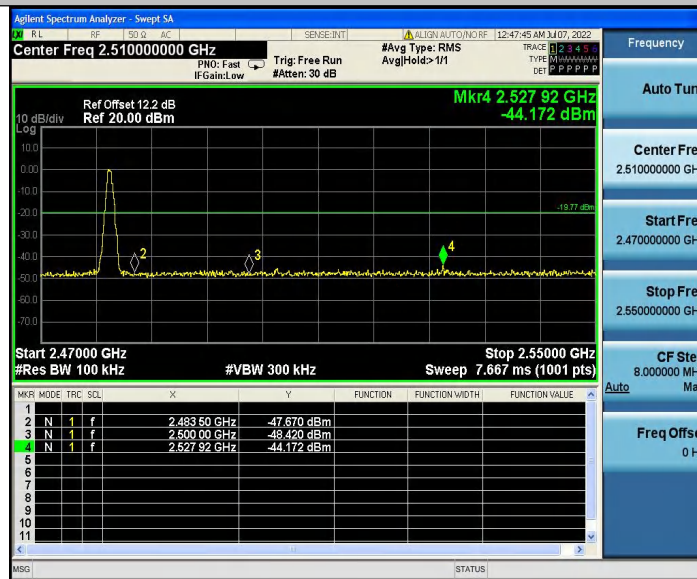 Agilent Spectrum Analyzer - Swept SA
LXI RL RF 50 Ω AC SENSE:INT ALIGN AUTO/NO RF 12:47:45 AM Jul 07, 2022
Center Freq 2.510000000 GHz #Avg Type: RMS TRACE 1 2 3 4 5 6
PNO: Fast Trig: Free Run Avg|Hold:>1/1 TYPE M WWWWW
IFGain:Low #Atten: 30 dB DET P P P P P P
Frequency
Auto Tun
Ref Offset 12.2 dB Mkr4 2.527 92 GHz
10 dB/div Ref 20.00 dBm -44.172 dBm
Log
10.0
0.00
-10.0
-20.0
-30.0
-40.0
-50.0
-60.0
-70.0
-19.77 dBm
2
3
4
Center Fre
2.510000000 GH
Start Fre
2.470000000 GH
Stop Fre
2.550000000 GH
Start 2.47000 GHz Stop 2.55000 GHz
#Res BW 100 kHz #VBW 300 kHz Sweep 7.667 ms (1001 pts)
CF Ste
8.000000 MH
Auto Ma
Freq Offse
0 H
MKR MODE TRC SCL X Y FUNCTION FUNCTION WIDTH FUNCTION VALUE
1
2 N 1 f 2.483 50 GHz -47.670 dBm
3 N 1 f 2.500 00 GHz -48.420 dBm
4 N 1 f 2.527 92 GHz -44.172 dBm
5
6
7
8
9
10
11
MSG STATUS